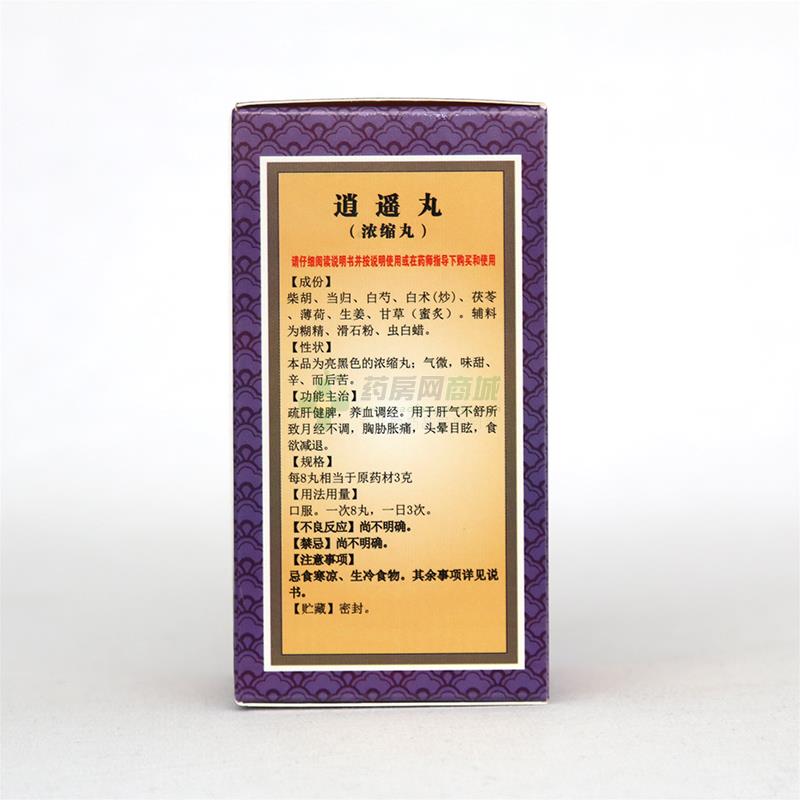 逍遥丸
（浓缩丸）
请仔细阅读说明书并按说明使用或在药师指导下购买和使用
【成份】
柴胡、当归、白芍、白术(炒)、茯苓
、薄荷、生姜、甘草（蜜炙）。辅料
为糊精、滑石粉、虫白蜡。
【性状】
本品为亮黑色的浓缩丸；气微，味甜、
辛、而后苦。
药房网商城
【功能主治】
疏肝健脾，养血调经。用于肝气不舒所
致月经不调，胸胁胀痛，头晕目眩，食
欲减退。
【规格】
每8丸相当于原药材3克
【用法用量】
口服。一次8丸，一日3次。
【不良反应】尚不明确。
【禁忌】尚不明确。
【注意事项】
忌食寒凉、生冷食物。其余事项详见说
书。
【贮藏】密封。